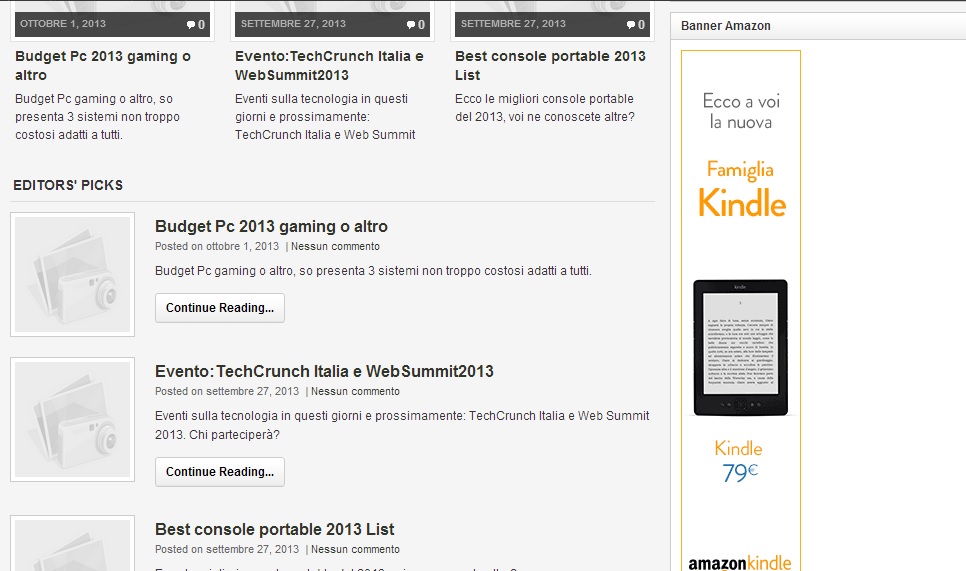 OTTOBRE 1, 2013
0
SETTEMBRE 27, 2013
0
SETTEMBRE 27, 2013
0
Budget Pc 2013 gaming o
altro
Budget Pc gaming o altro, so
presenta 3 sistemi non troppo
costosi adatti a tutti.
Evento:TechCrunch Italia e
WebSummit2013
Eventi sulla tecnologia in questi
giorni e prossimamente:
TechCrunch Italia e Web Summit
Best console portable 2013
List
Ecco le migliori console portable
del 2013, voi ne conoscete altre?
EDITORS' PICKS
Budget Pc 2013 gaming o altro
Posted on ottobre 1, 2013 | Nessun commento
Budget Pc gaming o altro, so presenta 3 sistemi non troppo costosi adatti a tutti.
Continue Reading...
Evento:TechCrunch Italia e WebSummit2013
Posted on settembre 27, 2013 | Nessun commento
Eventi sulla tecnologia in questi giorni e prossimamente: TechCrunch Italia e Web Summit
2013. Chi parteciperà?
Continue Reading...
Best console portable 2013 List
Posted on settembre 27, 2013 | Nessun commento
Banner Amazon
Ecco a voi
la nuova
Famiglia
Kindle
kindle
Kindle
79€
amazonkindle